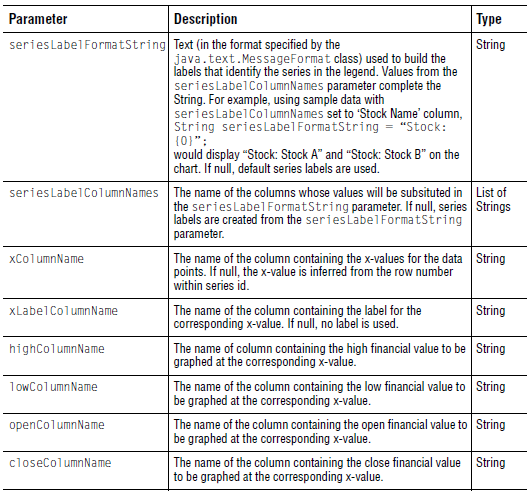 Parameter Description Type
seriesLabelFormatString Text (in the format specified by the String
java.text.MessageFormat class) used to build the
labels that identify the series in the legend. Values from the
seriesLabelColumnNames parameter complete the
String. For example, using sample data with
seriesLabelColumnNames set to ‘Stock Name’ column,
String seriesLabelFormatString = “Stock:
{0}”;
would display “Stock: Stock A” and “Stock: Stock B” on the
chart. If null, default series labels are used.
seriesLabelColumnNames The name of the columns whose values will be subsituted in List of
the seriesLabelFormatString parameter. If null, series Strings
labels are created from the seriesLabelFormatString
parameter.
xColumnName The name of the column containing the x-values for the data String
points. If null, the x-value is inferred from the row number
within series id.
xLabelColumnName The name of the column containing the label for the String
corresponding x-value. If null, no label is used.
highColumnName The name of column containing the high financial value to be String
graphed at the corresponding x-value.
lowColumnName The name of the column containing the low financial value to String
be graphed at the corresponding x-value.
openColumnName The name of the column containing the open financial value to String
be graphed at the corresponding x-value.
closeColumnName The name of the column containing the close financial value String
to be graphed at the corresponding x-value.